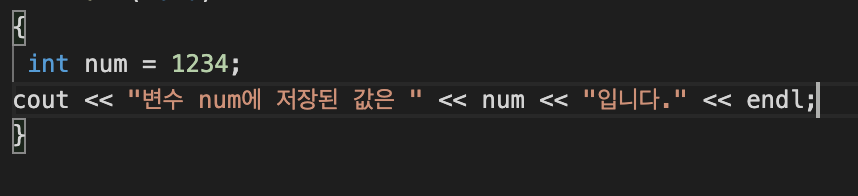 {
int num = 1234;
cout << "변수 num에 저장된 값은 " << num << "입니다." << endl;
}